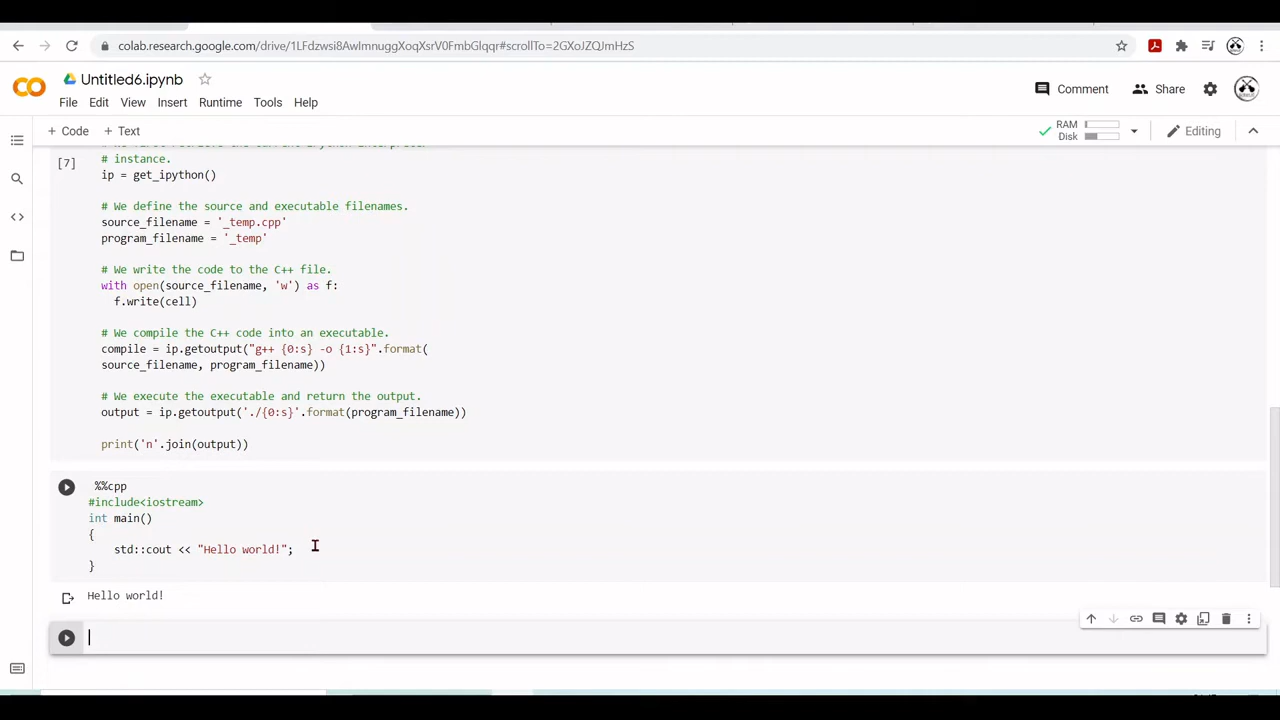 colab.research.google.com/drive/1LFdzwsi8AwImnuggXoqXsrV0FmbGlqqr#scrollTo=2GXoJZQJmHzS
CO
Untitled6.ipynb
Comment
Share
File Edit View Insert Runtime Tools Help
+ Code + Text
RAM
Disk
Editing
[7]
# instance.
ip = get_ipython()
# We define the source and executable filenames.
source_filename = '_temp.cpp'
program_filename = '_temp'
# We write the code to the C++ file.
with open(source_filename, 'w') as f:
f.write(cell)
# We compile the C++ code into an executable.
compile = ip.getoutput("g++ {0:s} -o {1:s}".format(
source_filename, program_filename))
# We execute the executable and return the output.
output = ip.getoutput('./{0:s}'.format(program_filename))
print('n'.join(output))
%%cpp
#include<iostream>
int main()
{
std::cout << "Hello world!";
}
Hello world!